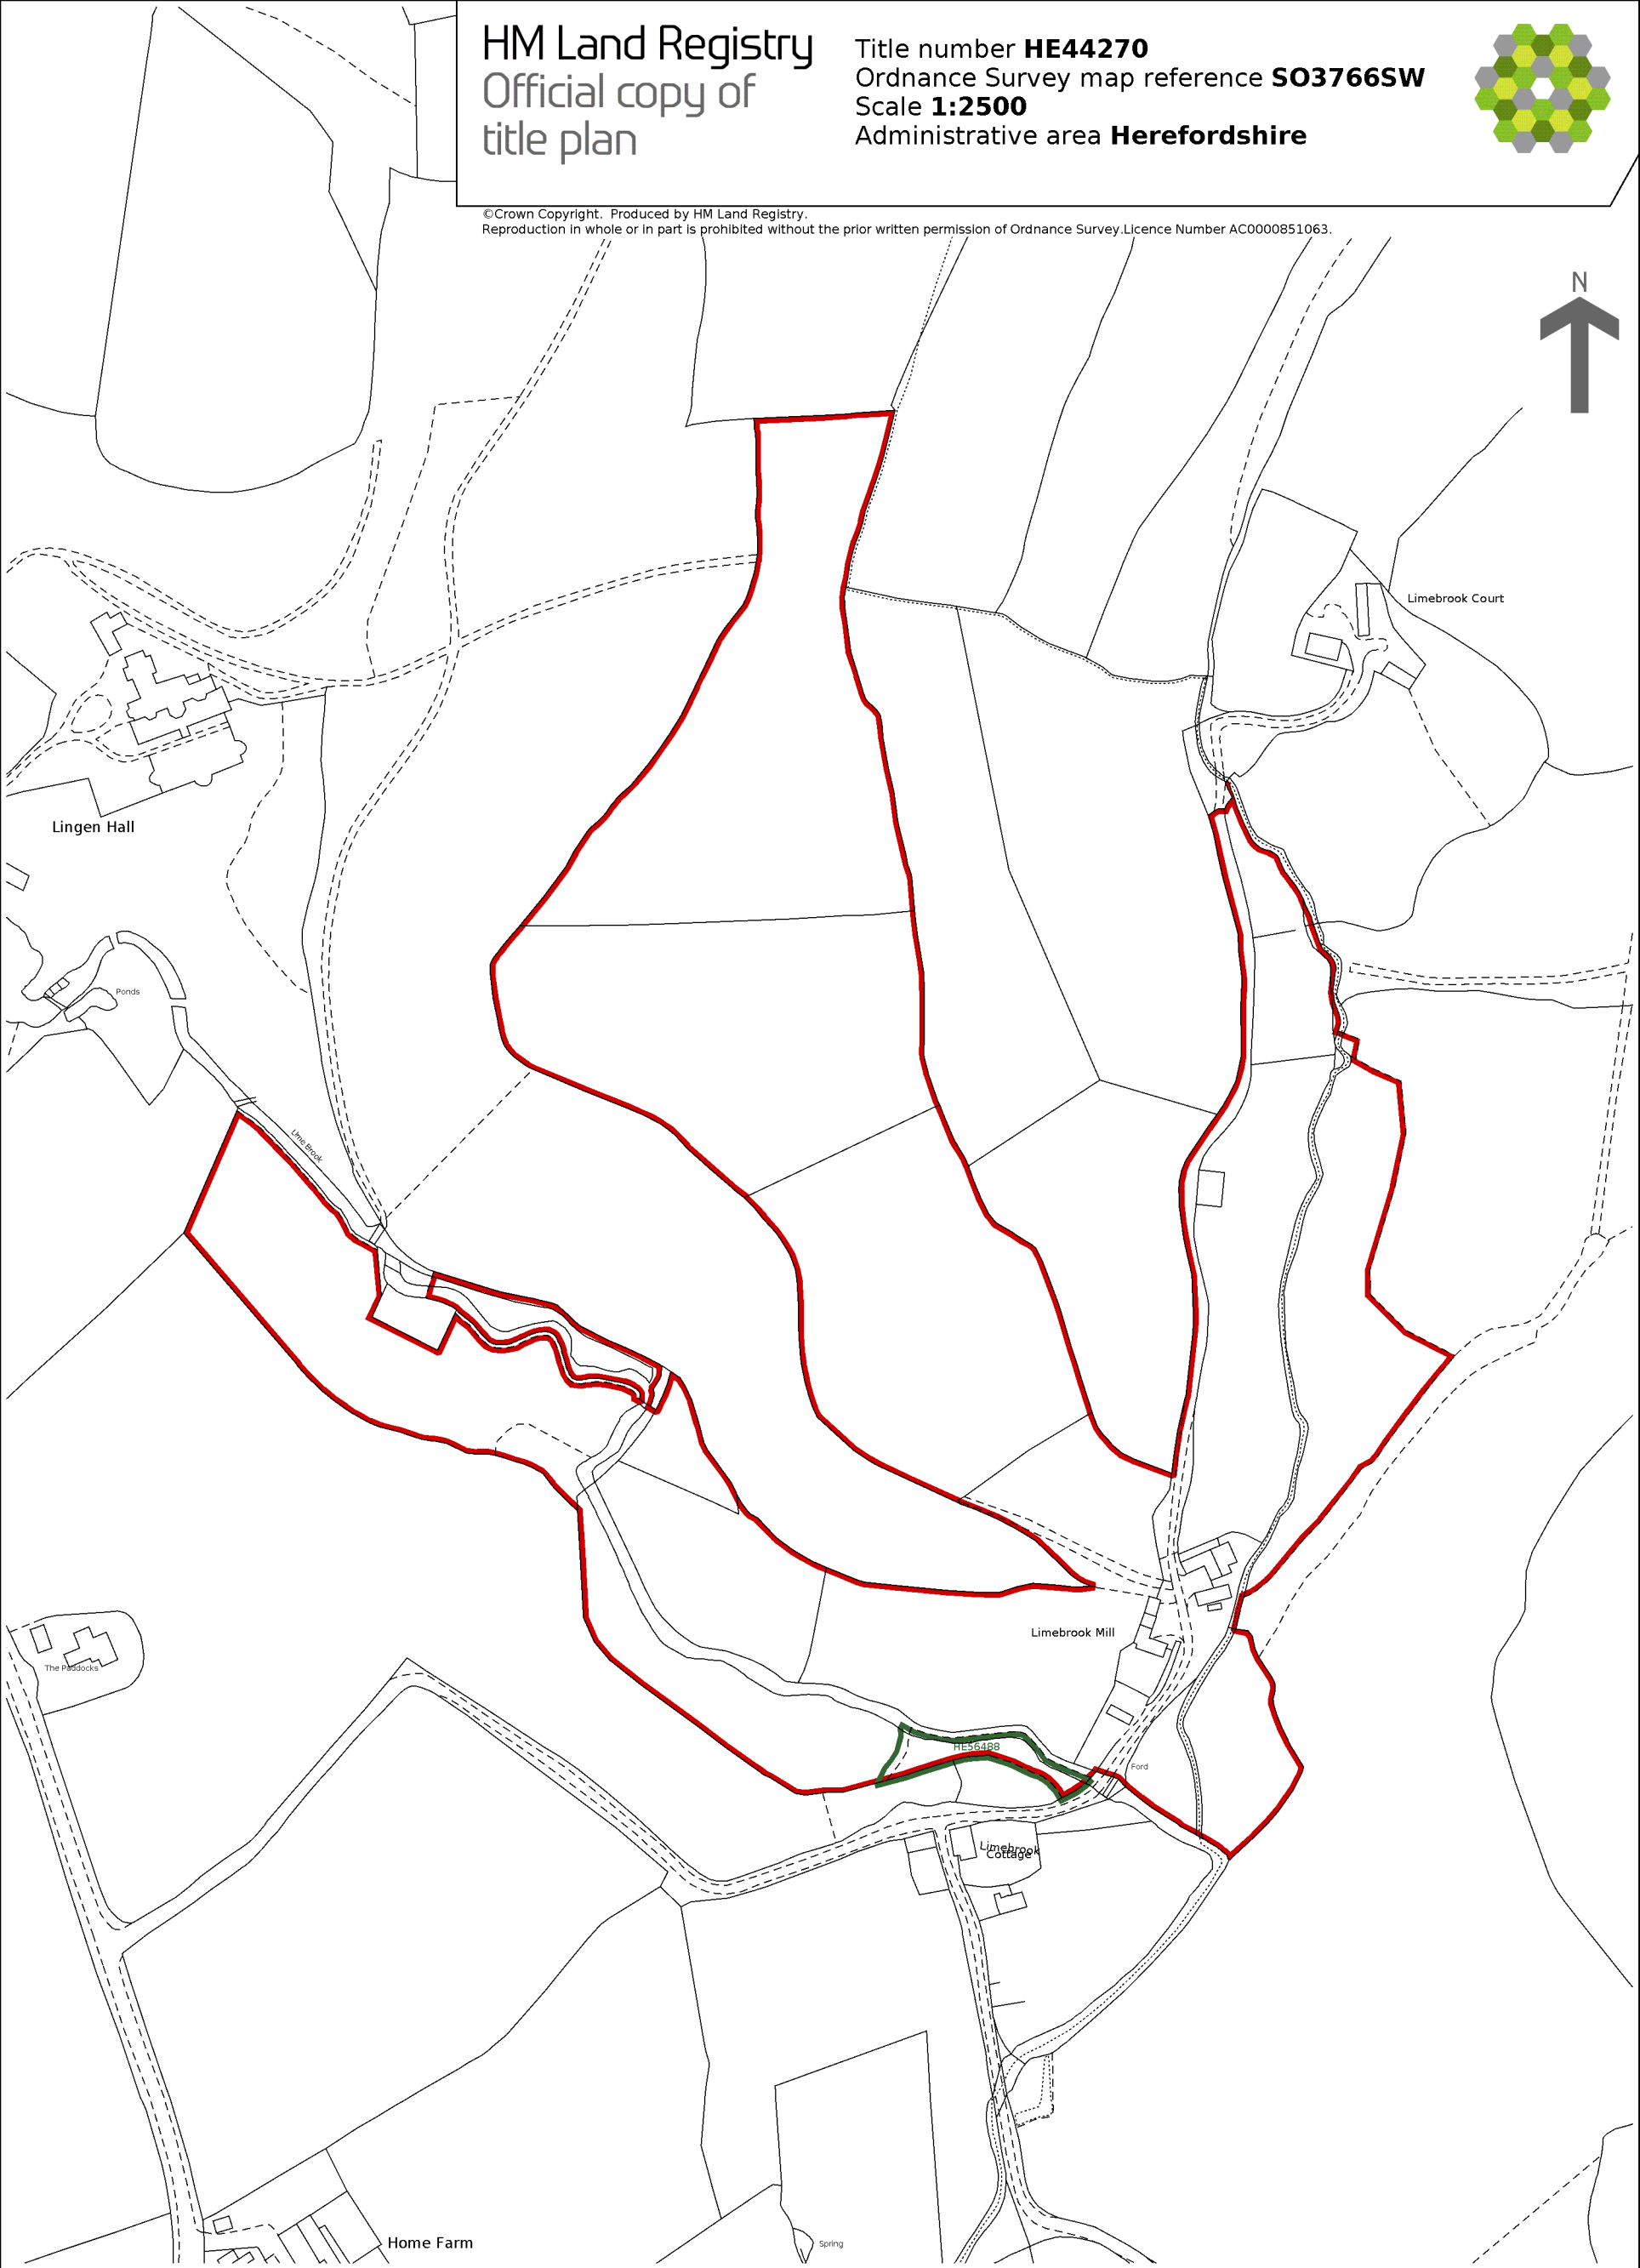 HM Land Registry
Official copy of
title plan
Title number HE44270
Ordnance Survey map reference SO3766SW
Scale 1:2500
Administrative area Herefordshire
©Crown Copyright. Produced by HM Land Registry.
Reproduction in whole or in part is prohibited without the prior written permission of Ordnance Survey.Licence Number AC0000851063.
N
Limebrook Court
Lingen Hall
Ponds
Lime Brook
Limebrook Mill
The Paddocks
HE56488
Ford
Limebrook
Cottage
Home Farm
Spring